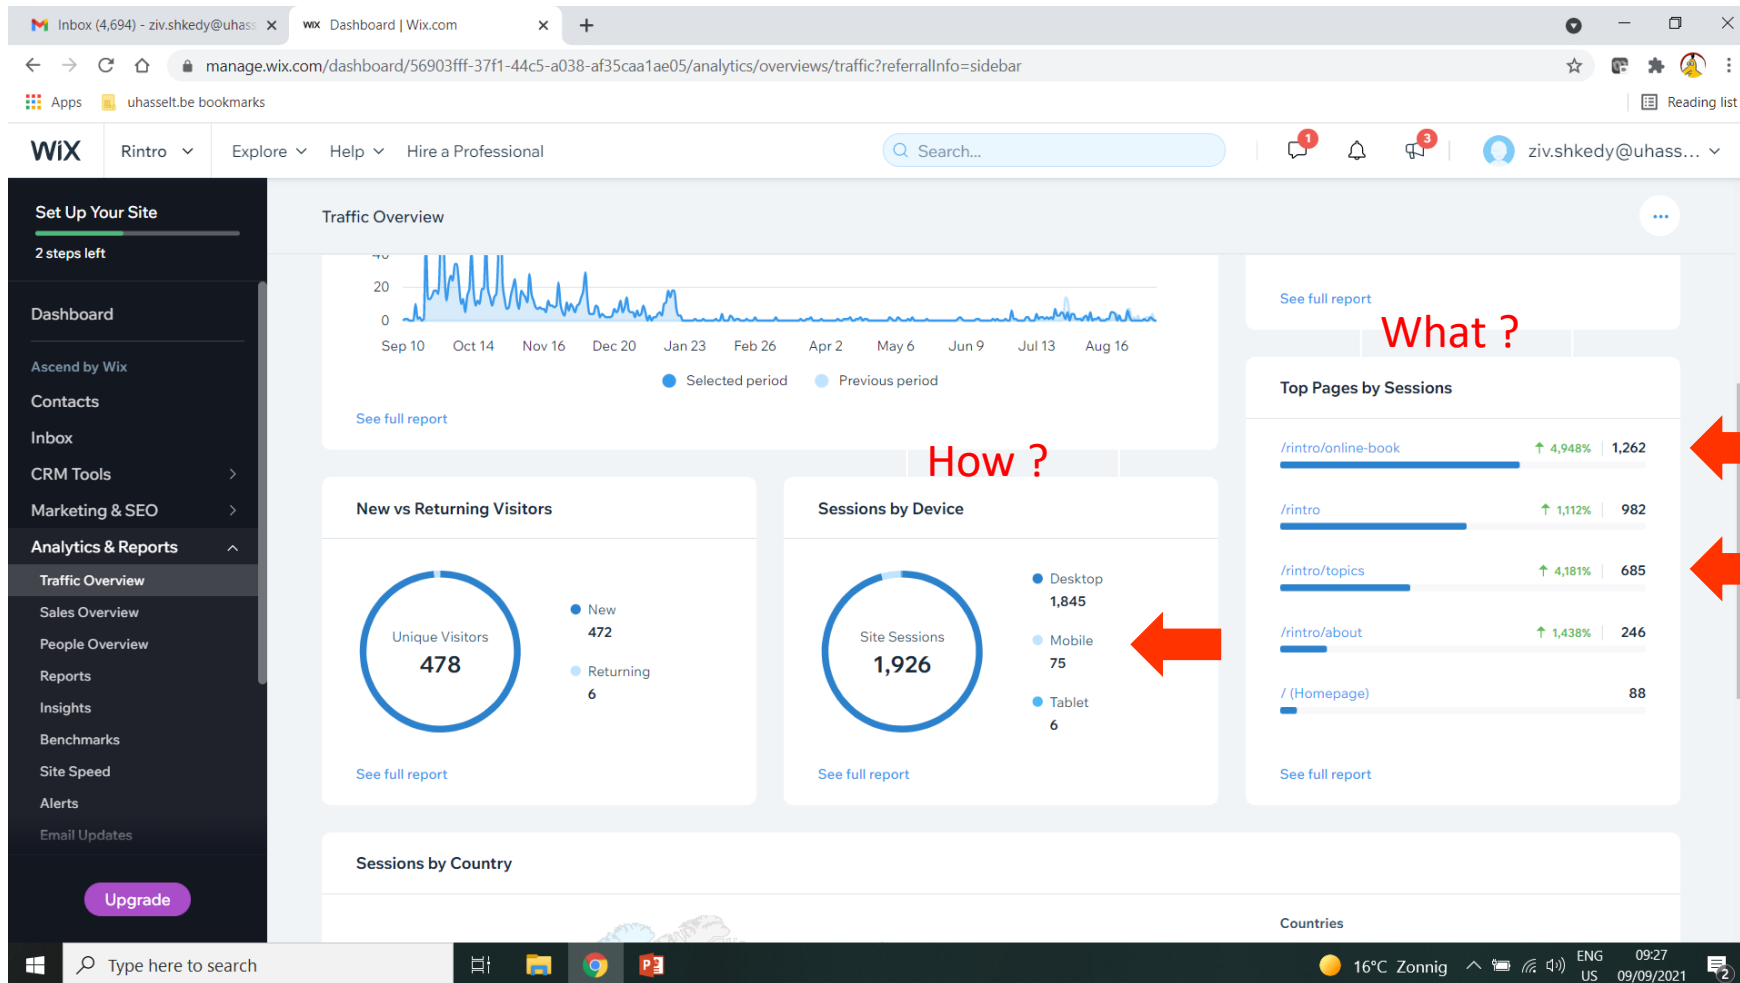 Inbox (4,694) - ziv.shkedy@uhass
WiX Dashboard | Wix.com
manage.wix.com/dashboard/56903fff-37f1-44c5-a038-af35caa1ae05/analytics/overviews/traffic?referralInfo=sidebar
Apps uhasselt.be bookmarks Reading list
WiX Rintro Explore Help Hire a Professional Search... 1 3 ziv.shkedy@uhass...
Set Up Your Site
2 steps left
Dashboard
Ascend by Wix
Contacts
Inbox
CRM Tools
Marketing & SEO
Analytics & Reports
Traffic Overview
Sales Overview
People Overview
Reports
Insights
Benchmarks
Site Speed
Alerts
Email Updates
Upgrade
Traffic Overview
40
20
0
Sep 10 Oct 14 Nov 16 Dec 20 Jan 23 Feb 26 Apr 2 May 6 Jun 9 Jul 13 Aug 16
Selected period Previous period
See full report
See full report
What ?
How ?
New vs Returning Visitors
Unique Visitors
478
New
472
Returning
6
See full report
Sessions by Device
Site Sessions
1,926
Desktop
1,845
Mobile
75
Tablet
6
See full report
Top Pages by Sessions
/rintro/online-book ↑ 4,948% 1,262
/rintro ↑ 1,112% 982
/rintro/topics ↑ 4,181% 685
/rintro/about ↑ 1,438% 246
/ (Homepage) 88
See full report
Sessions by Country
Countries
Type here to search
16°C Zonnig
ENG
US
09:27
09/09/2021
2